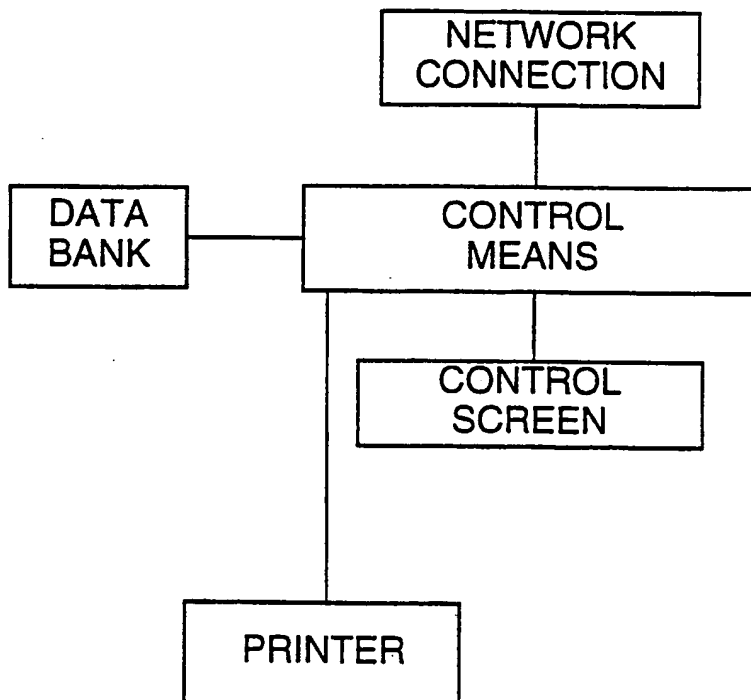 NETWORK
CONNECTION
DATA
BANK
CONTROL
MEANS
CONTROL
SCREEN
PRINTER